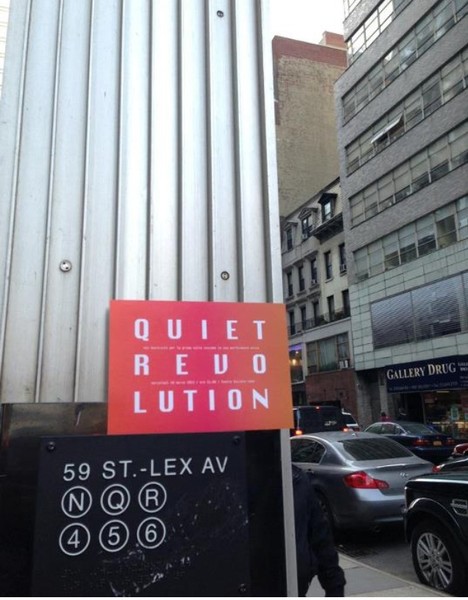 QUIET
REVO
LUTION
59 ST.-LEX AV
N Q R
4 5 6
GALLERY DRUG